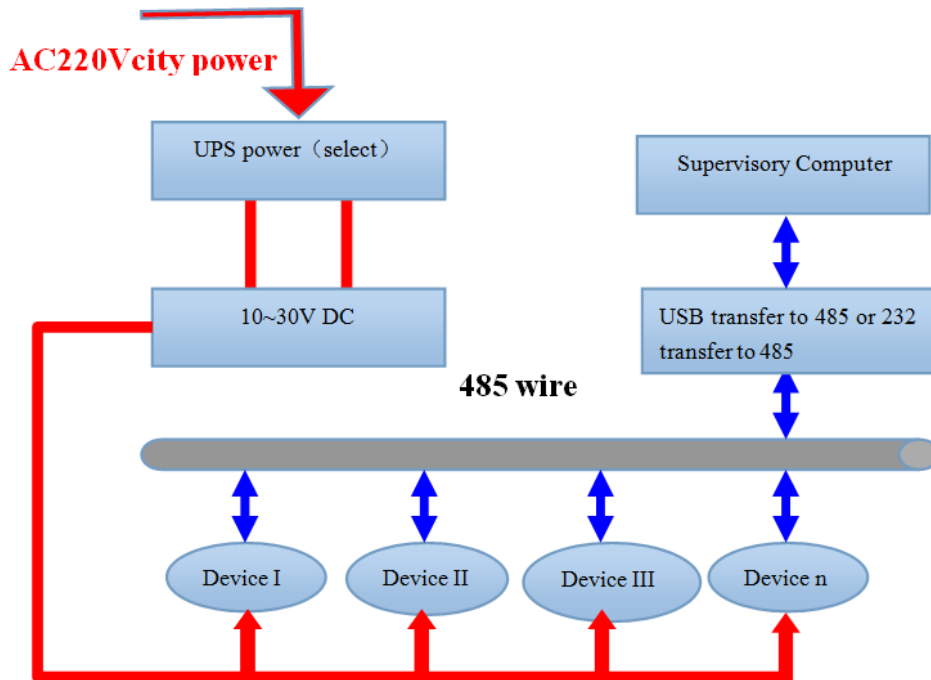 AC220Vcity power
UPS power（select）
Supervisory Computer
10~30V DC
USB transfer to 485 or 232
transfer to 485
485 wire
Device I
Device II
Device III
Device n